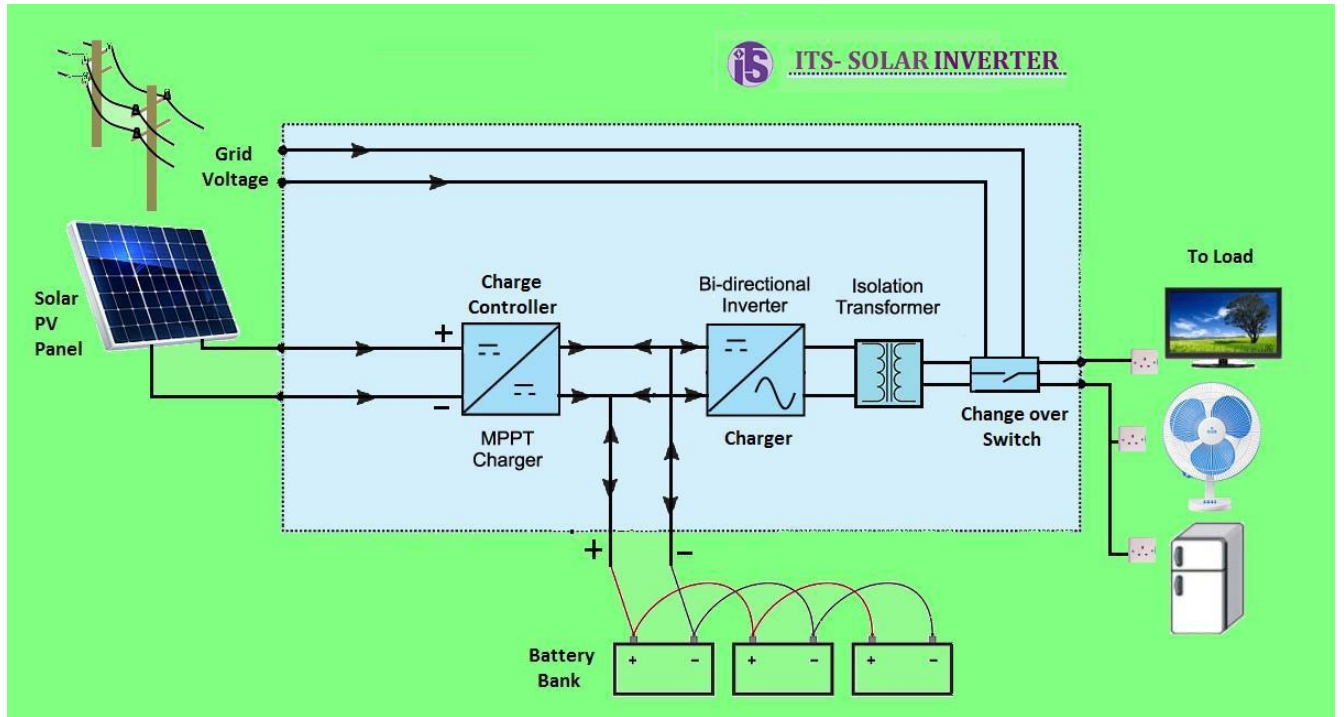 iTS ITS- SOLAR INVERTER
Grid
Voltage
Solar
PV
Panel
+
−
Charge
Controller
MPPT
Charger
Bi-directional
Inverter
Charger
Isolation
Transformer
Change over
Switch
To Load
+
−
Battery
Bank
+ − + − + −